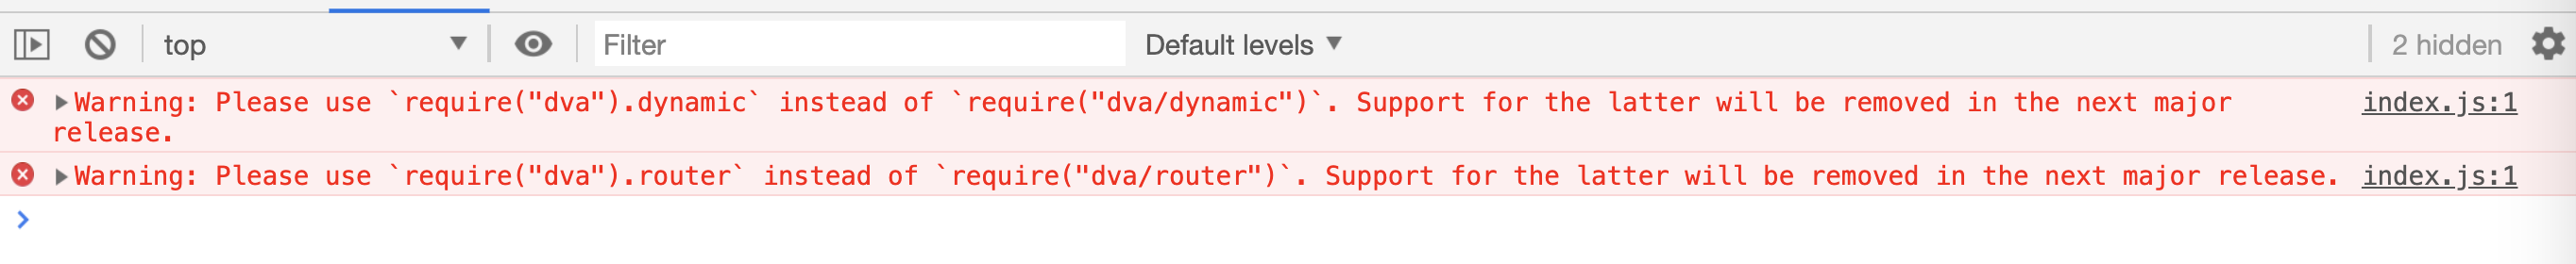 top Filter Default levels 2 hidden
Warning: Please use `require("dva").dynamic` instead of `require("dva/dynamic")`. Support for the latter will be removed in the next major index.js:1
release.
Warning: Please use `require("dva").router` instead of `require("dva/router")`. Support for the latter will be removed in the next major release. index.js:1